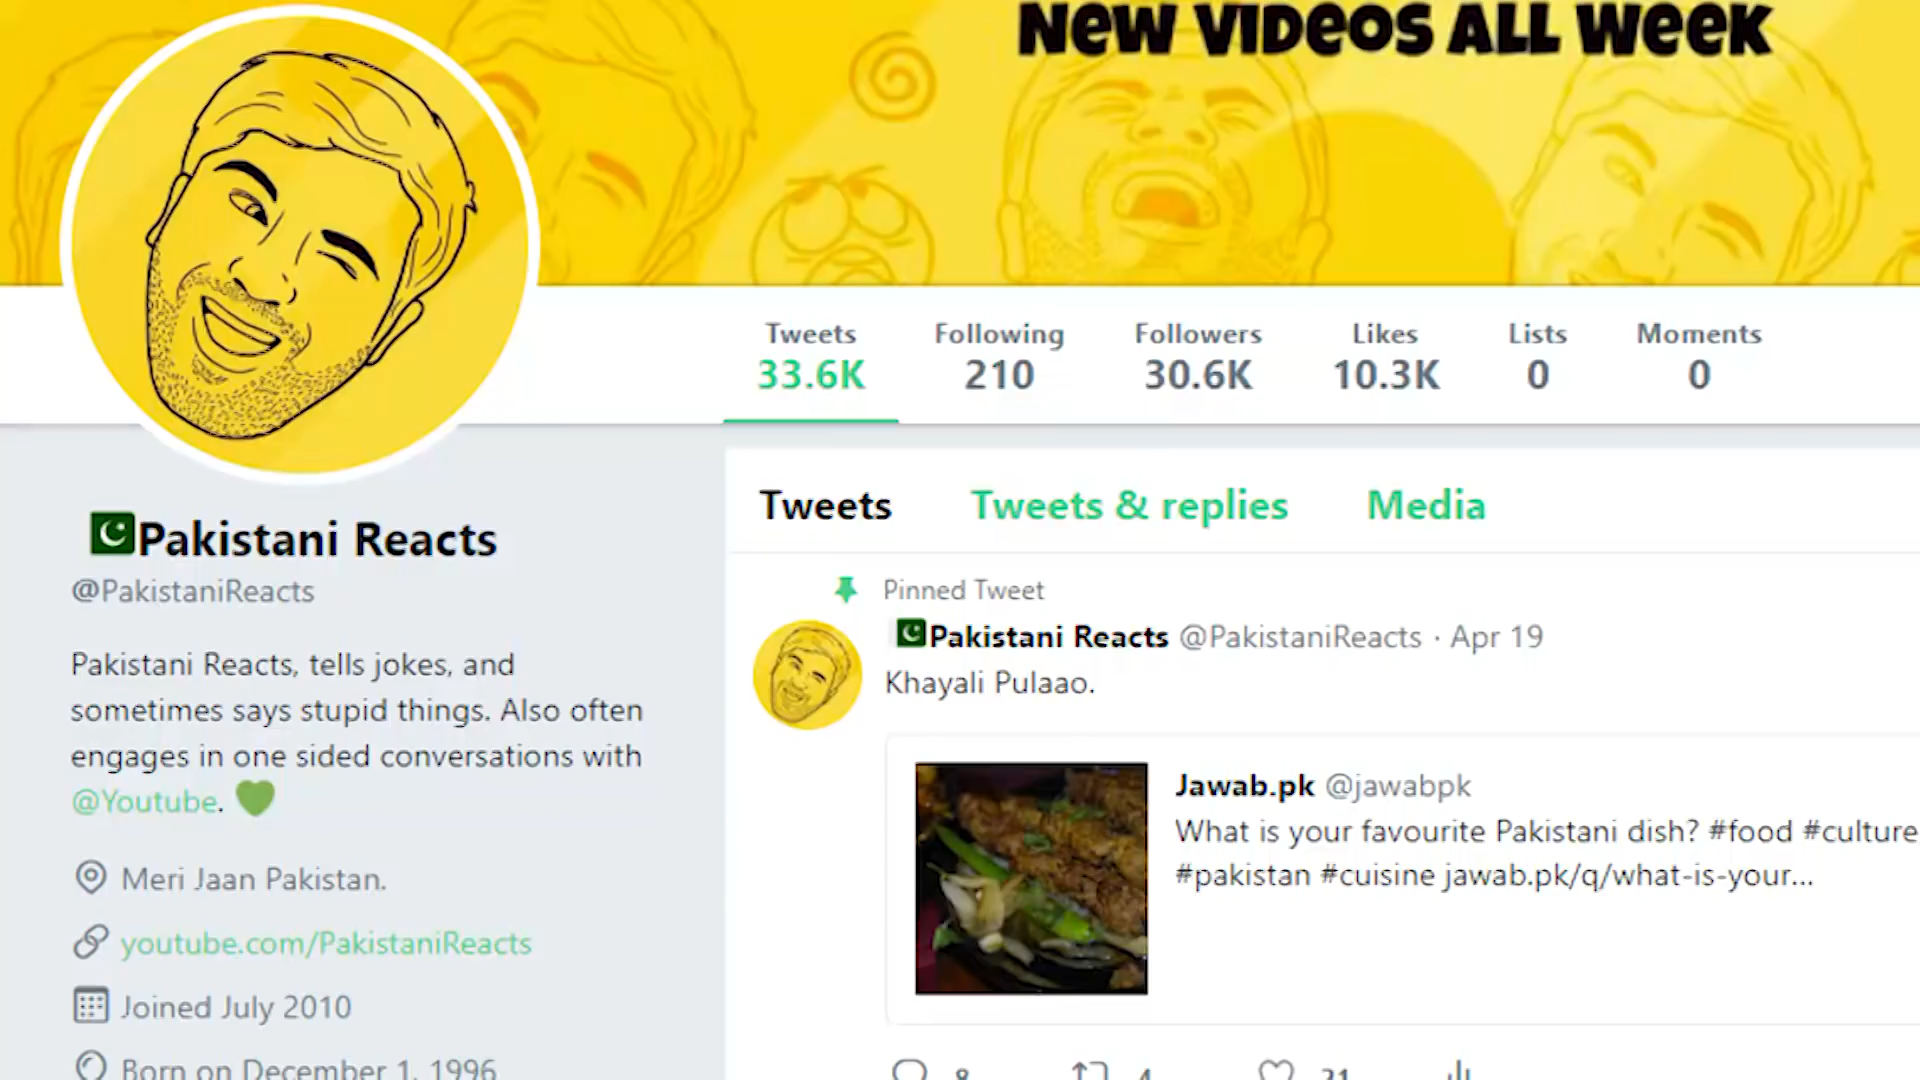 NEW VIDEOS ALL WEEK
Tweets Following Followers Likes Lists Moments
33.6K 210 30.6K 10.3K 0 0
Tweets Tweets & replies Media
Pakistani Reacts
@PakistaniReacts
Pakistani Reacts, tells jokes, and
sometimes says stupid things. Also often
engages in one sided conversations with
@Youtube.
Meri Jaan Pakistan.
youtube.com/PakistaniReacts
Joined July 2010
Born on December 1, 1996
Pinned Tweet
Pakistani Reacts @PakistaniReacts · Apr 19
Khayali Pulaao.
Jawab.pk @jawabpk
What is your favourite Pakistani dish? #food #culture
#pakistan #cuisine jawab.pk/q/what-is-your...
8 4 21